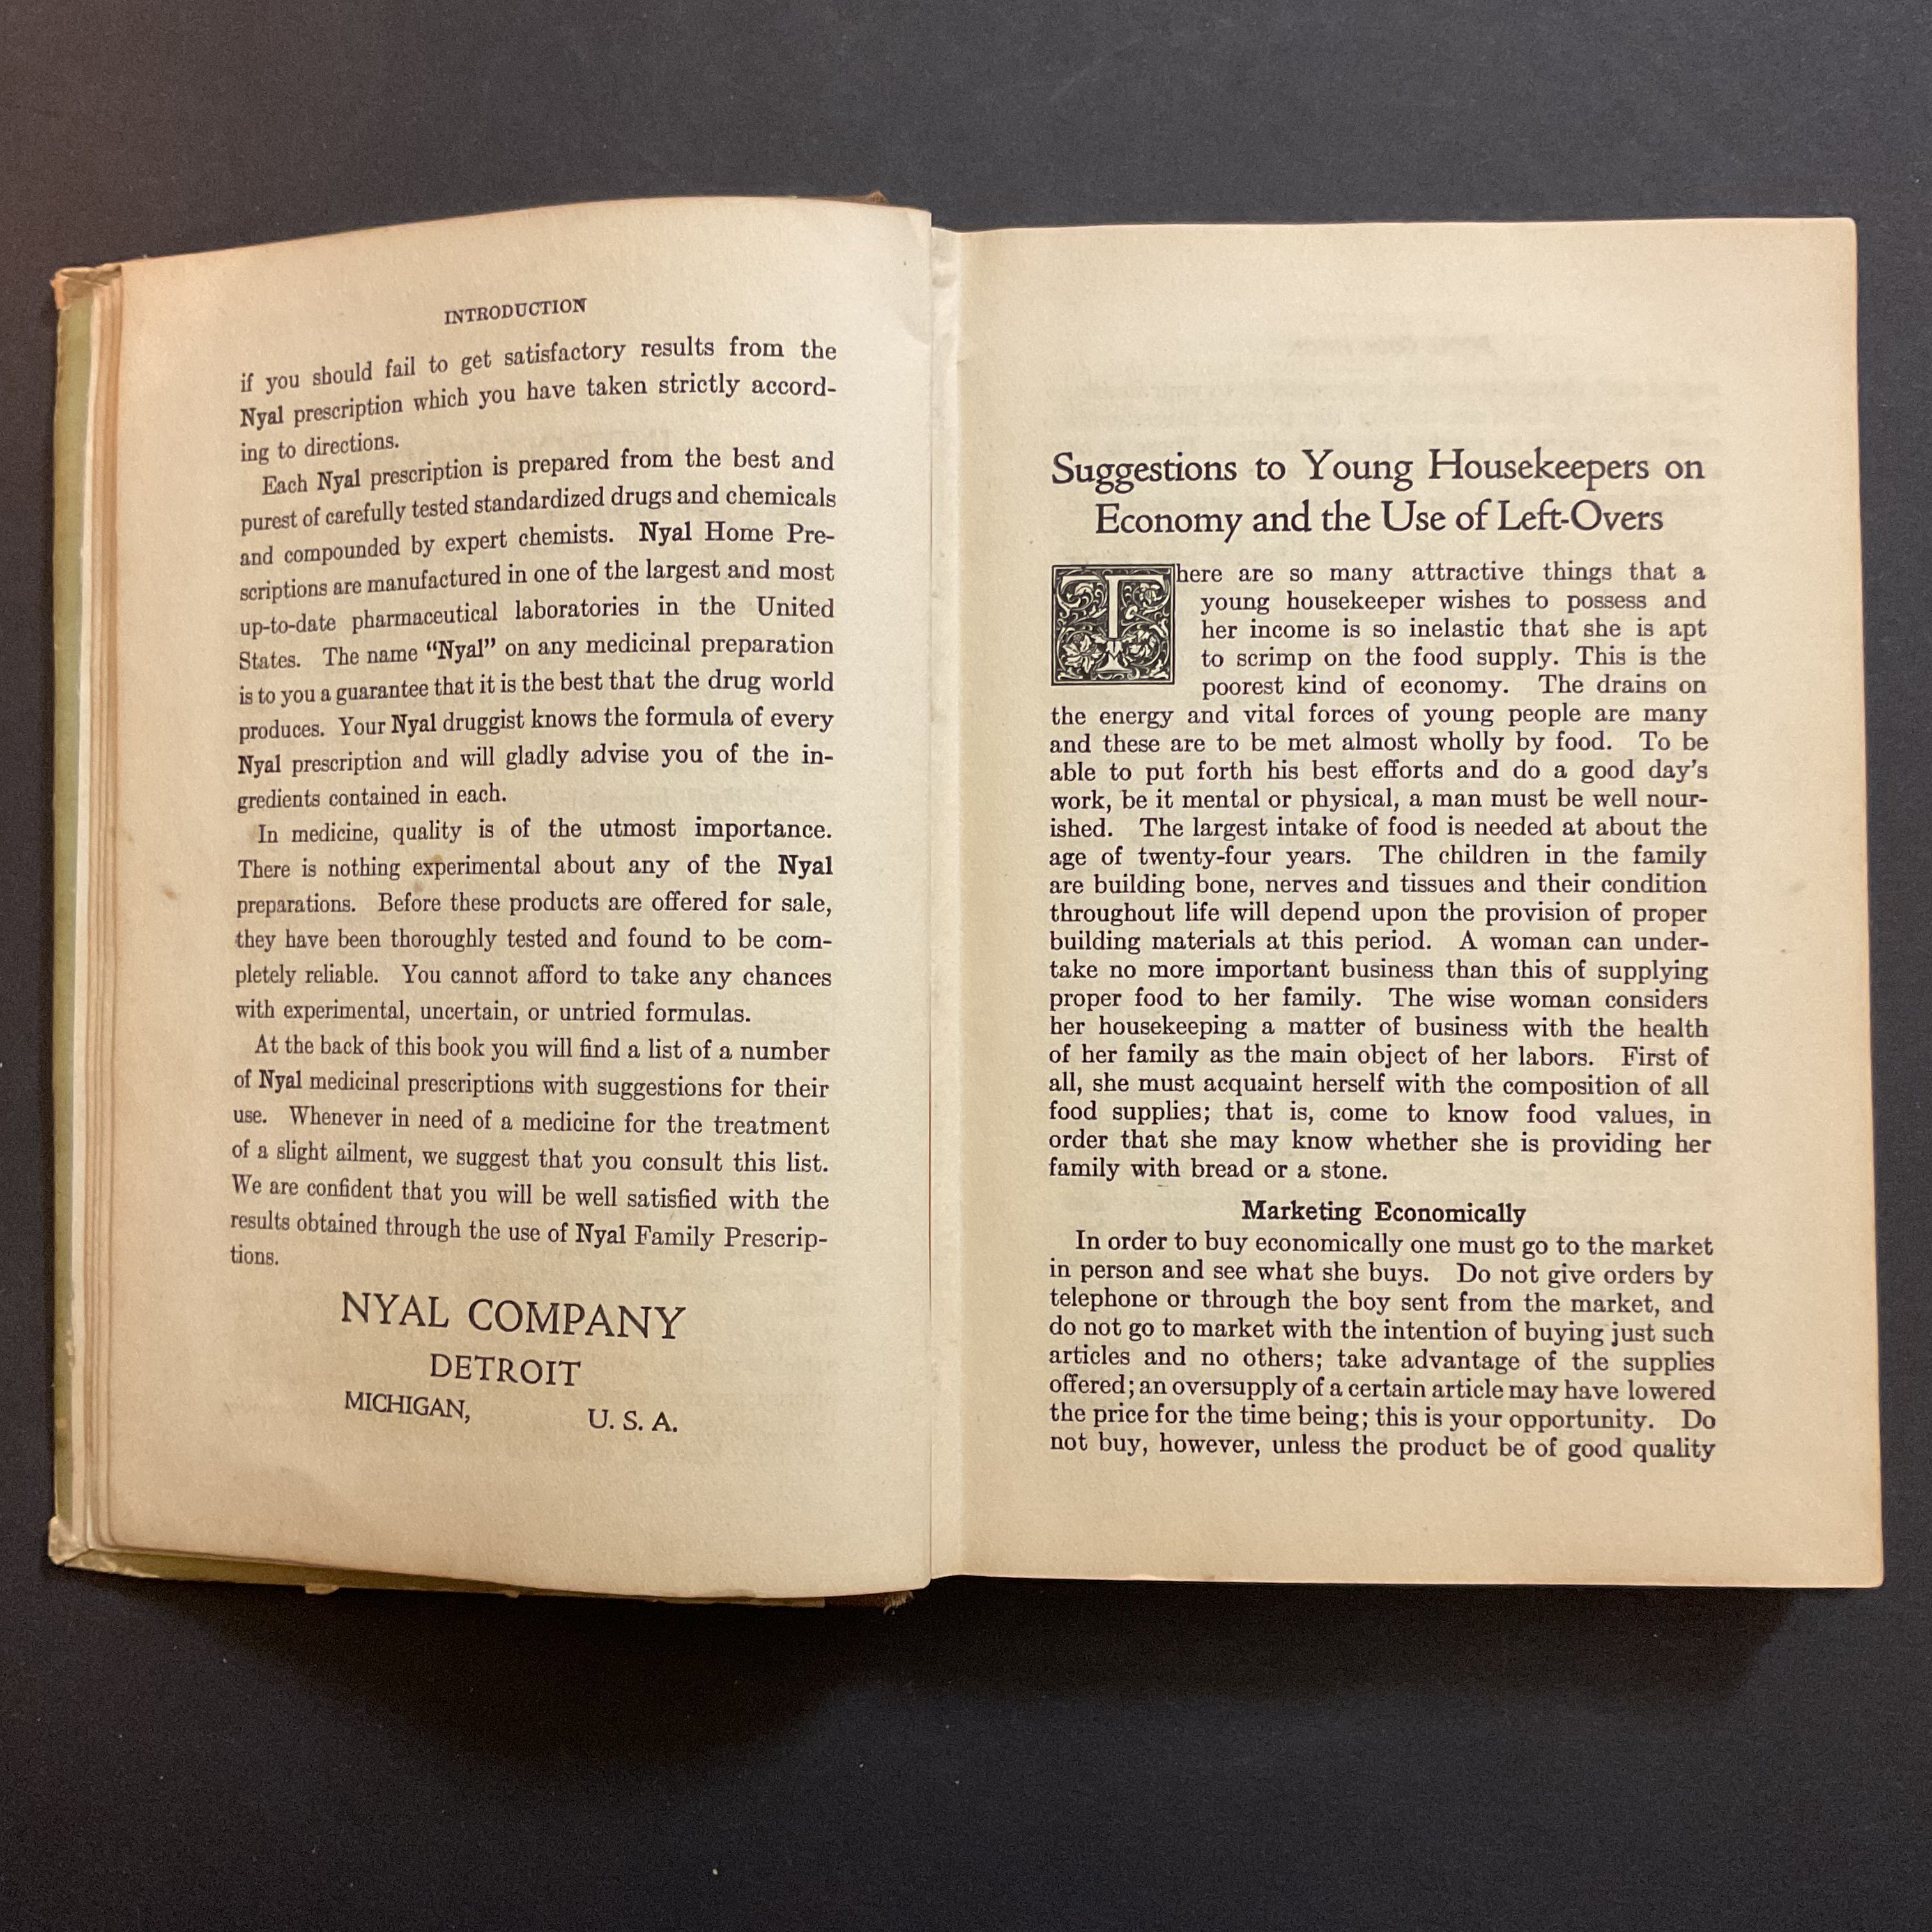 INTRODUCTION
if you should fail to get satisfactory results from the
Nyal prescription which you have taken strictly accord-
ing to directions.
Each Nyal prescription is prepared from the best and
purest of carefully tested standardized drugs and chemicals
and compounded by expert chemists. Nyal Home Pre-
scriptions are manufactured in one of the largest and most
up-to-date pharmaceutical laboratories in the United
States. The name “Nyal” on any medicinal preparation
is to you a guarantee that it is the best that the drug world
produces. Your Nyal druggist knows the formula of every
Nyal prescription and will gladly advise you of the in-
gredients contained in each.
In medicine, quality is of the utmost importance.
There is nothing experimental about any of the Nyal
preparations. Before these products are offered for sale,
they have been thoroughly tested and found to be com-
pletely reliable. You cannot afford to take any chances
with experimental, uncertain, or untried formulas.
At the back of this book you will find a list of a number
of Nyal medicinal prescriptions with suggestions for their
use. Whenever in need of a medicine for the treatment
of a slight ailment, we suggest that you consult this list.
We are confident that you will be well satisfied with the
results obtained through the use of Nyal Family Prescrip-
tions.
NYAL COMPANY
DETROIT
MICHIGAN, U. S. A.
Suggestions to Young Housekeepers on
Economy and the Use of Left-Overs
There are so many attractive things that a
young housekeeper wishes to possess and
her income is so inelastic that she is apt
to scrimp on the food supply. This is the
poorest kind of economy. The drains on
the energy and vital forces of young people are many
and these are to be met almost wholly by food. To be
able to put forth his best efforts and do a good day's
work, be it mental or physical, a man must be well nour-
ished. The largest intake of food is needed at about the
age of twenty-four years. The children in the family
are building bone, nerves and tissues and their condition
throughout life will depend upon the provision of proper
building materials at this period. A woman can under-
take no more important business than this of supplying
proper food to her family. The wise woman considers
her housekeeping a matter of business with the health
of her family as the main object of her labors. First of
all, she must acquaint herself with the composition of all
food supplies; that is, come to know food values, in
order that she may know whether she is providing her
family with bread or a stone.
Marketing Economically
In order to buy economically one must go to the market
in person and see what she buys. Do not give orders by
telephone or through the boy sent from the market, and
do not go to market with the intention of buying just such
articles and no others; take advantage of the supplies
offered; an oversupply of a certain article may have lowered
the price for the time being; this is your opportunity. Do
not buy, however, unless the product be of good quality